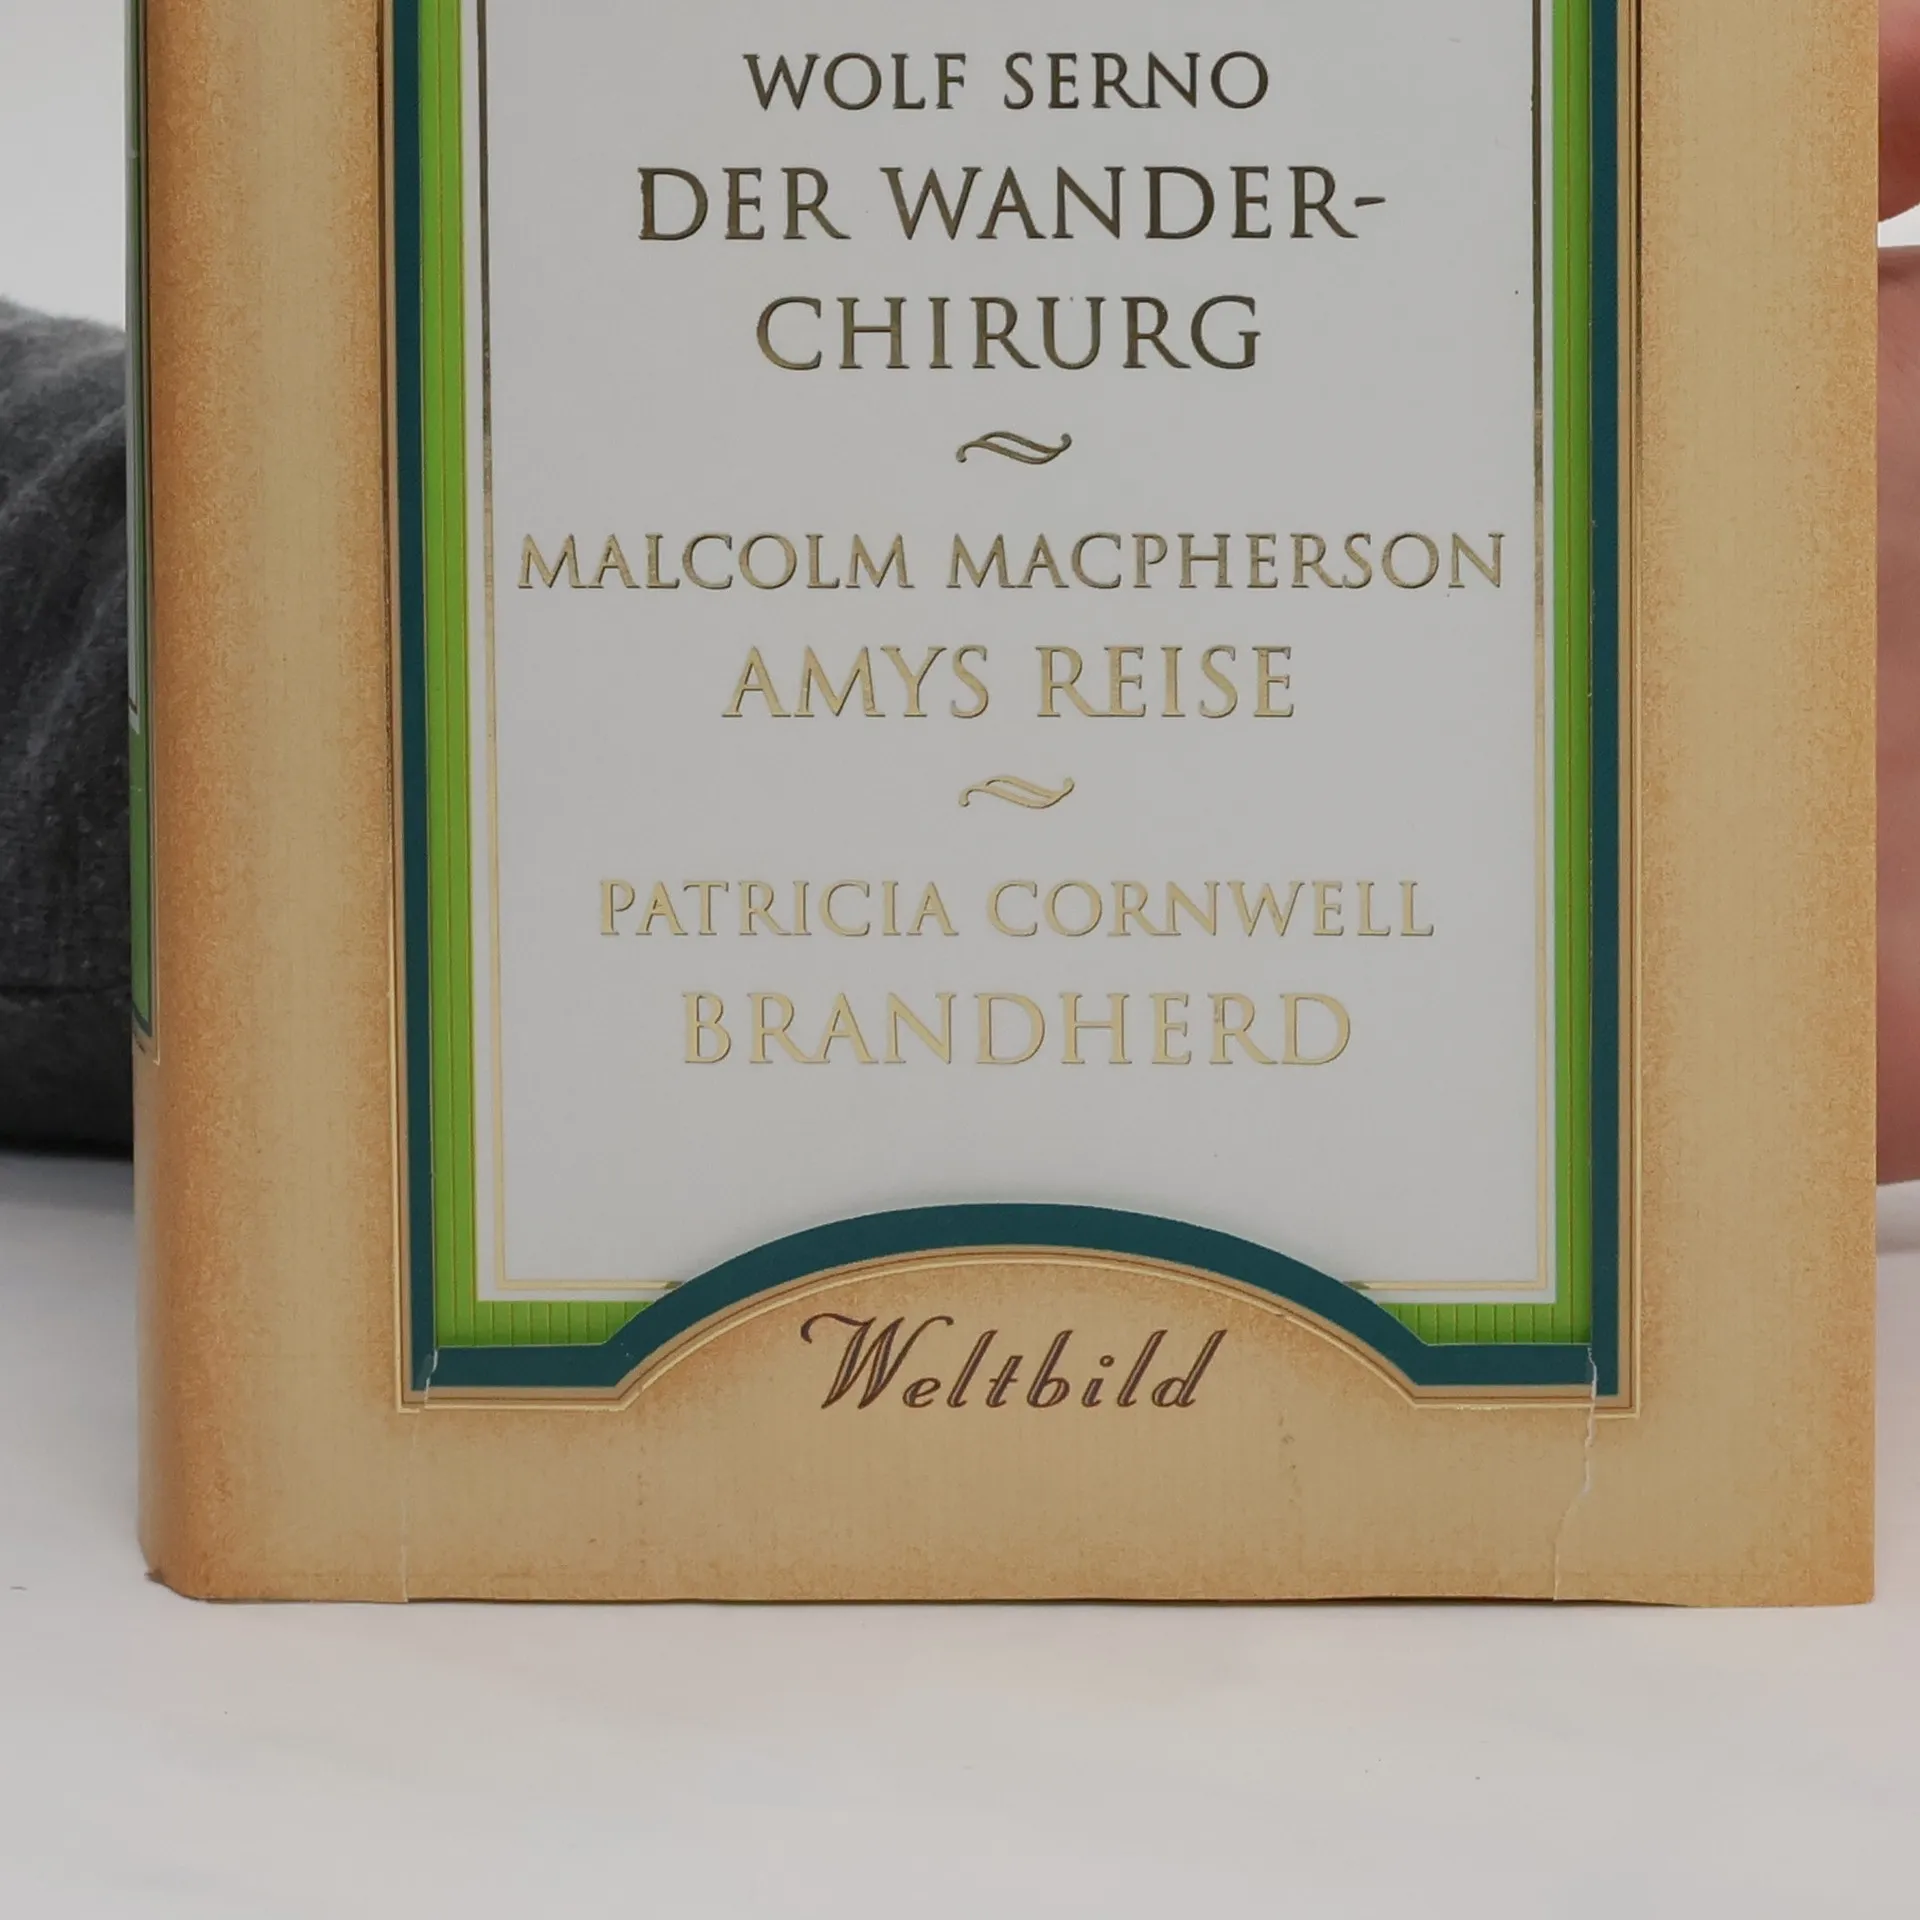 WOLF SERNO
DER WANDER-
CHIRURG
MALCOLM MACPHERSON
AMYS REISE
PATRICIA CORNWELL
BRANDHERD
Weltbild